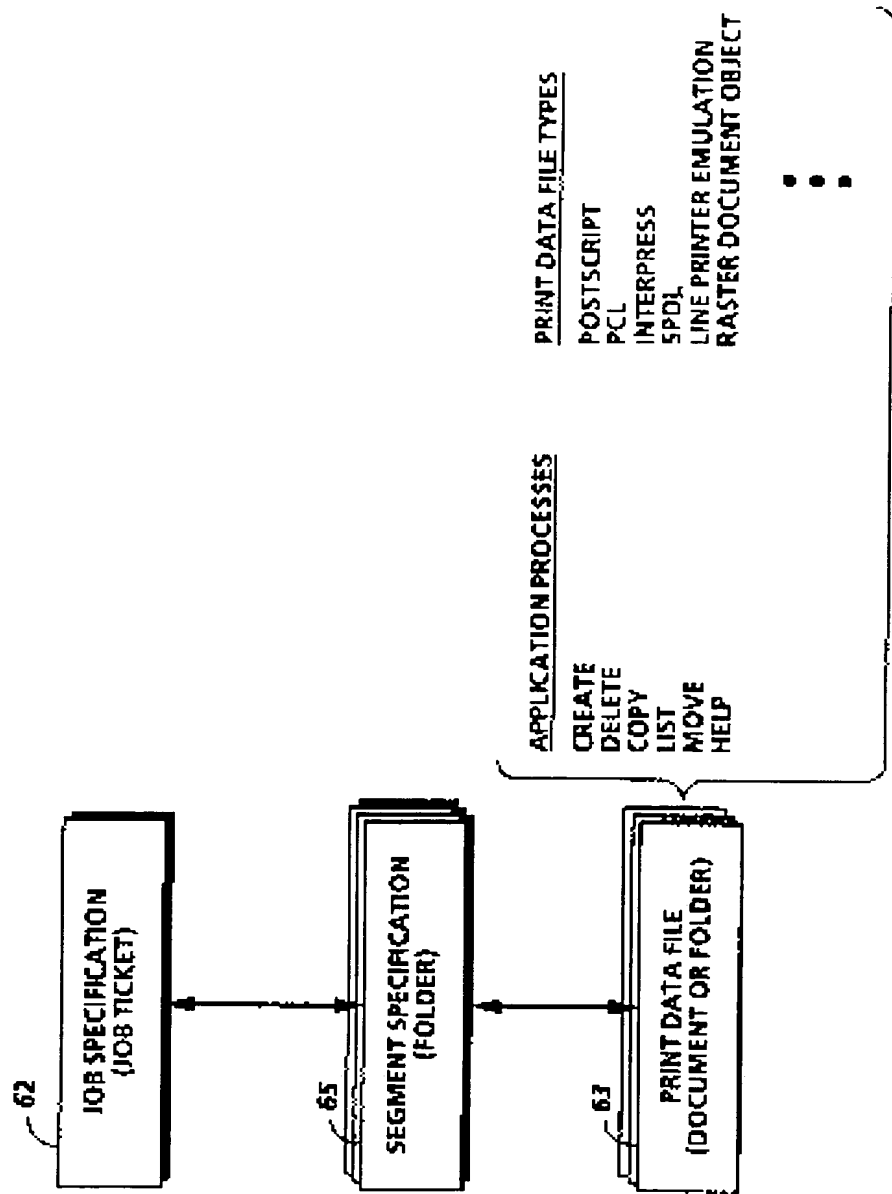 62
JOB SPECIFICATION
(JOB TICKET)
65
SEGMENT SPECIFICATION
(FOLDER)
63
PRINT DATA FILE
(DOCUMENT OR FOLDER)
APPLICATION PROCESSES
CREATE
DELETE
COPY
LIST
MOVE
HELP
PRINT DATA FILE TYPES
POSTSCRIPT
PCL
INTERPRESS
SPDL
LINE PRINTER EMULATION
RASTER DOCUMENT OBJECT